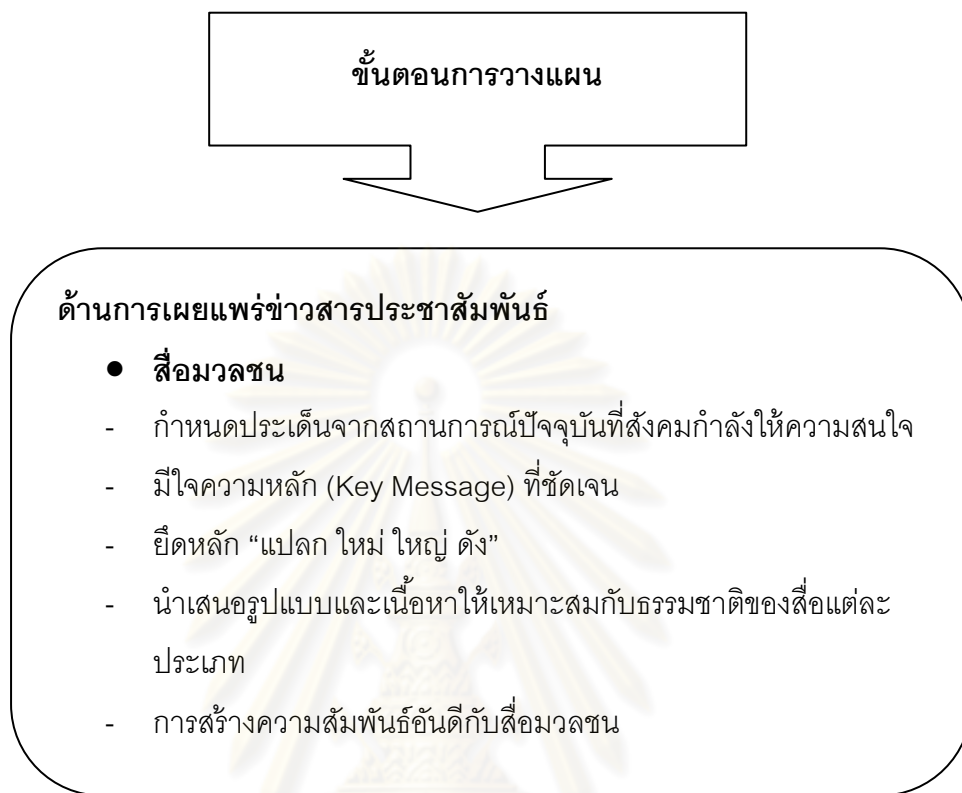 ขั้นตอนการวางแผน
ด้านการเผยแพร่ข่าวสารประชาสัมพันธ์
● สื่อมวลชน
- กำหนดประเด็นจากสถานการณ์ปัจจุบันที่สังคมกำลังให้ความสนใจ
- มีใจความหลัก (Key Message) ที่ชัดเจน
- ยึดหลัก “แปลก ใหม่ ใหญ่ ดัง”
- นำเสนอรูปแบบและเนื้อหาให้เหมาะสมกับธรรมชาติของสื่อแต่ละ
ประเภท
- การสร้างความสัมพันธ์อันดีกับสื่อมวลชน